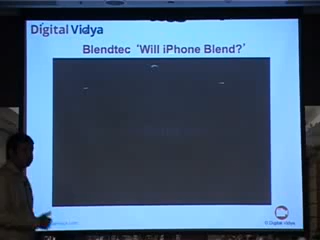 Digital Vidya
Blendtec ‘Will iPhone Blend?’
© Digital Vidya